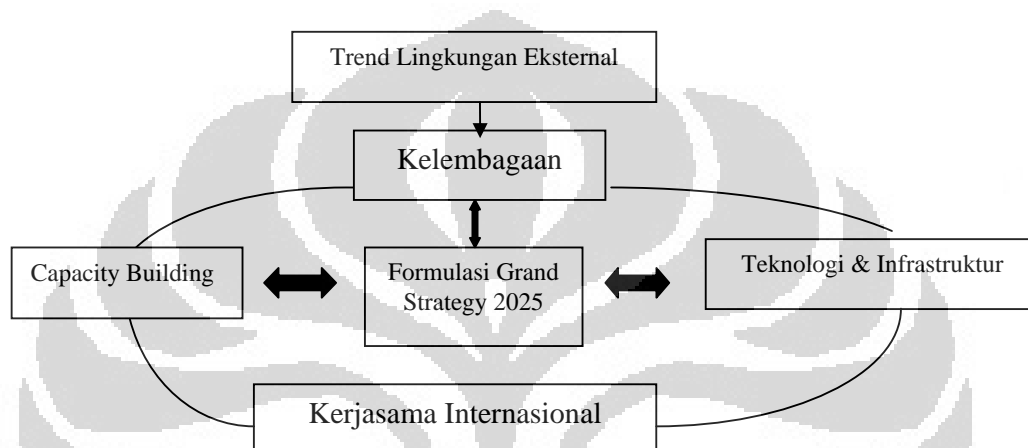 Trend Lingkungan Eksternal
Kelembagaan
Capacity Building
Formulasi Grand
Strategy 2025
Teknologi & Infrastruktur
Kerjasama Internasional